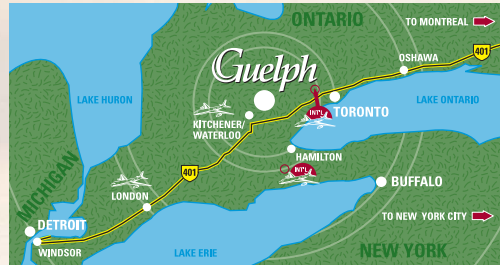 ONTARIO
TO MONTREAL
401
OSHAWA
Guelph
LAKE HURON
LAKE ONTARIO
INT'L
TORONTO
KITCHENER/
WATERLOO
HAMILTON
INT'L
401
MICHIGAN
BUFFALO
LONDON
DETROIT
TO NEW YORK CITY
WINDSOR
LAKE ERIE
NEW YORK